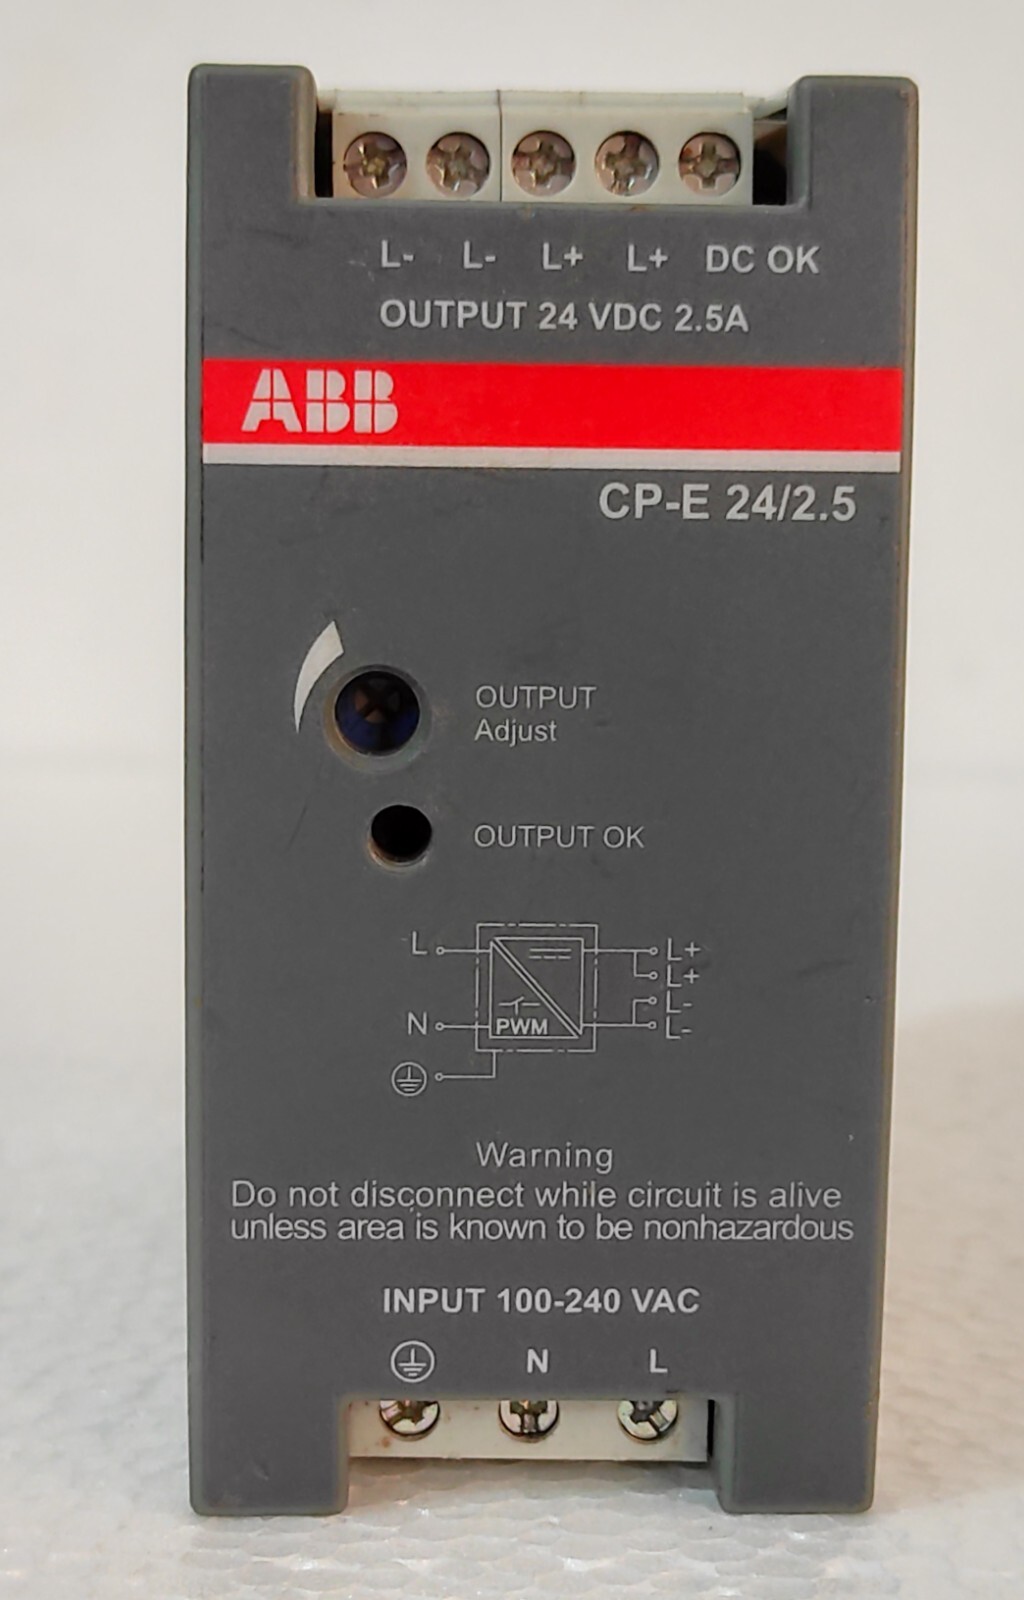 L- L- L+ L+ DC OK
OUTPUT 24 VDC 2.5A
ABB
CP-E 24/2.5
OUTPUT
Adjust
OUTPUT OK
L L+
L+
L-
N PWM L-
Warning
Do not disconnect while circuit is alive
unless area is known to be nonhazardous
INPUT 100-240 VAC
N L